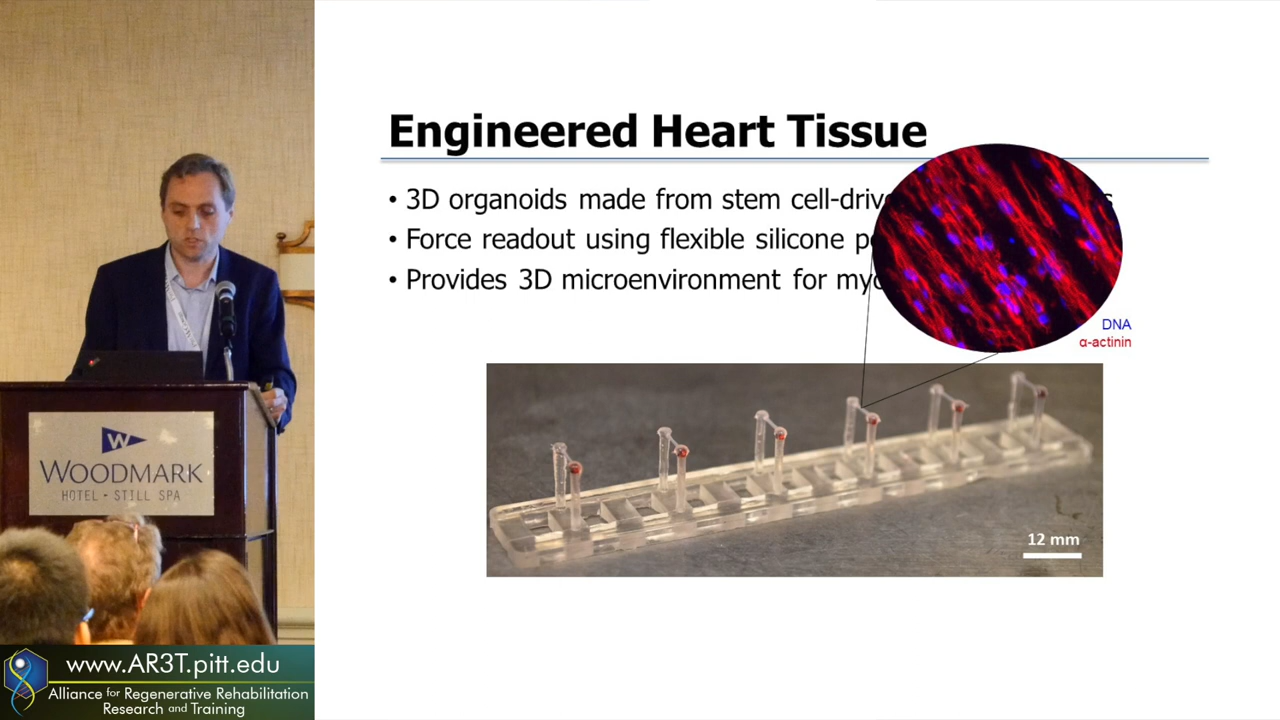 Engineered Heart Tissue
• 3D organoids made from stem cell-driv
• Force readout using flexible silicone
• Provides 3D microenvironment for
DNA
α-actinin
12 mm
W
WOODMARK
HOTEL • STILL SPA
www.AR3T.pitt.edu
Alliance for Regenerative Rehabilitation
Research and Training